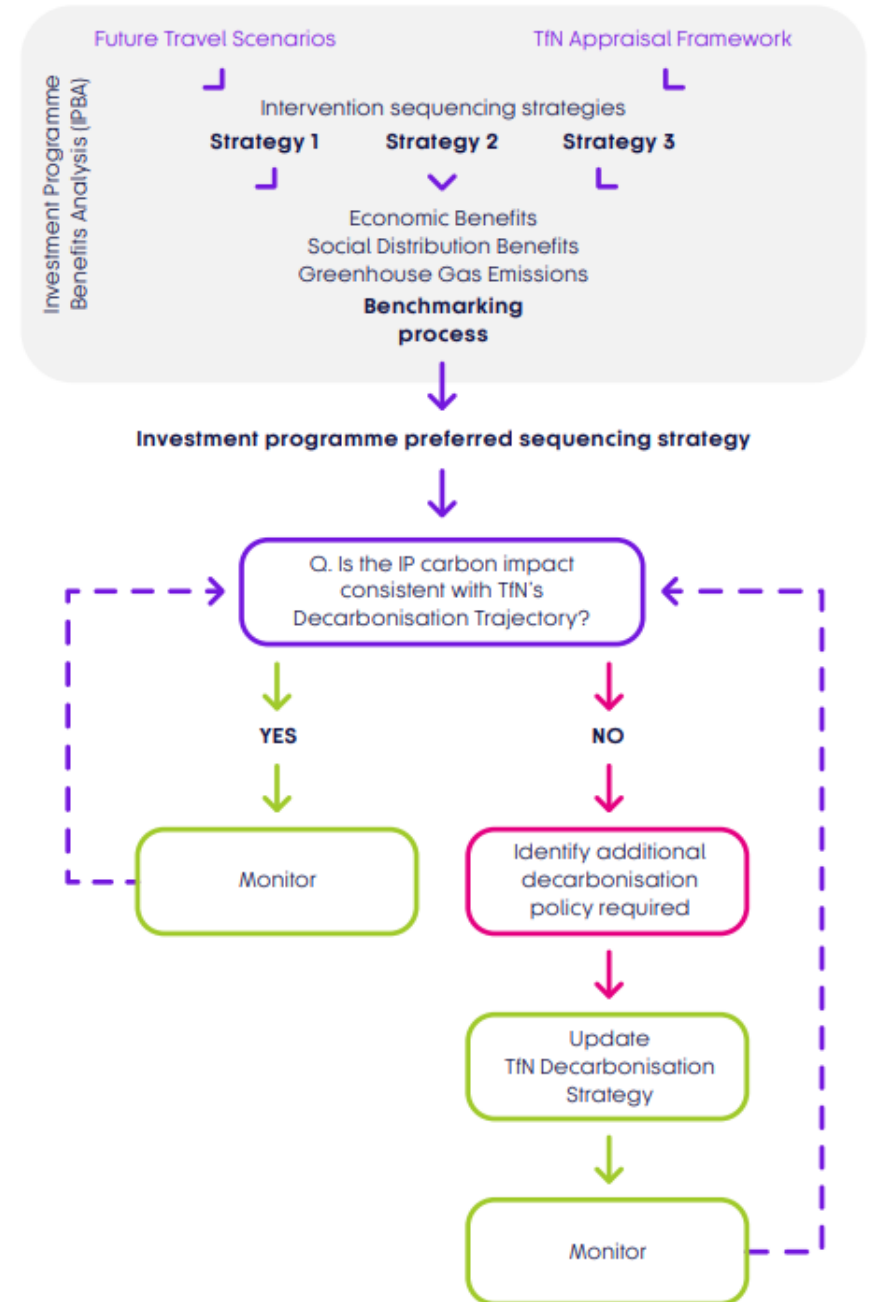 Future Travel Scenarios
TfN Appraisal Framework
Investment Programme
Benefits Analysis (IPBA)
Intervention sequencing strategies
Strategy 1
Strategy 2
Strategy 3
Economic Benefits
Social Distribution Benefits
Greenhouse Gas Emissions
Benchmarking
process
Investment programme preferred sequencing strategy
Q. Is the IP carbon impact
consistent with TfN's
Decarbonisation Trajectory?
YES
NO
Monitor
Identify additional
decarbonisation
policy required
Update
TfN Decarbonisation
Strategy
Monitor